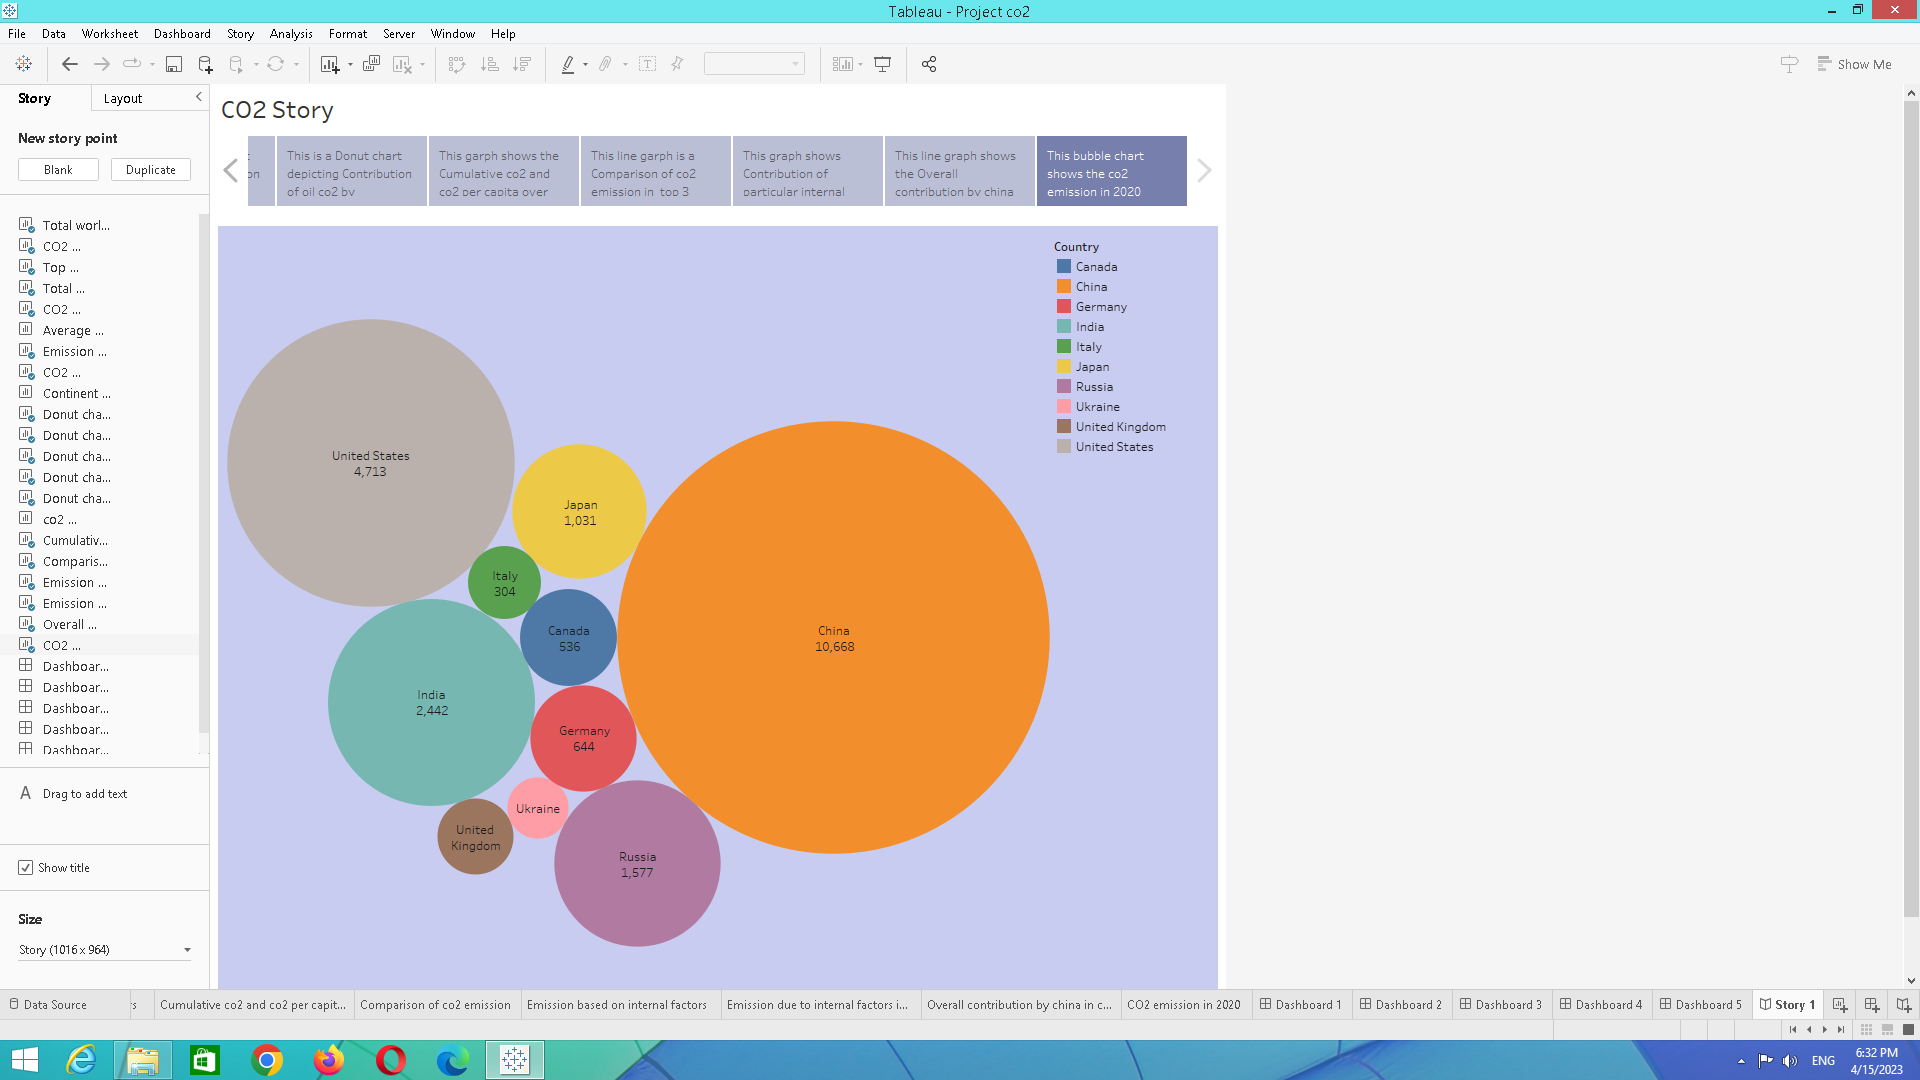 Tableau - Project co2
File Data Worksheet Dashboard Story Analysis Format Server Window Help
Show Me
Story Layout
New story point
Blank Duplicate
Total worl...
CO2 ...
Top ...
Total ...
CO2 ...
Average ...
Emission ...
CO2 ...
Continent ...
Donut cha...
Donut cha...
Donut cha...
Donut cha...
Donut cha...
co2 ...
Cumulativ...
Comparis...
Emission ...
Emission ...
Overall ...
CO2 ...
Dashboar...
Dashboar...
Dashboar...
Dashboar...
Dashboar...
A Drag to add text
Show title
Size
Story (1016 x 964)
CO2 Story
on
This is a Donut chart
depicting Contribution
of oil co2 by
This garph shows the
Cumulative co2 and
co2 per capita over
This line garph is a
Comparison of co2
emission in top 3
This graph shows
Contribution of
particular internal
This line graph shows
the Overall
contribution by china
This bubble chart
shows the co2
emission in 2020
Country
Canada
China
Germany
India
Italy
Japan
Russia
Ukraine
United Kingdom
United States
United States
4,713
Japan
1,031
Italy
304
Canada
536
China
10,668
India
2,442
Germany
644
Ukraine
United
Kingdom
Russia
1,577
Data Source
Cumulative co2 and co2 per capit...
Comparison of co2 emission
Emission based on internal factors
Emission due to internal factors i...
Overall contribution by china in c...
CO2 emission in 2020
Dashboard 1
Dashboard 2
Dashboard 3
Dashboard 4
Dashboard 5
Story 1
ENG
6:32 PM
4/15/2023